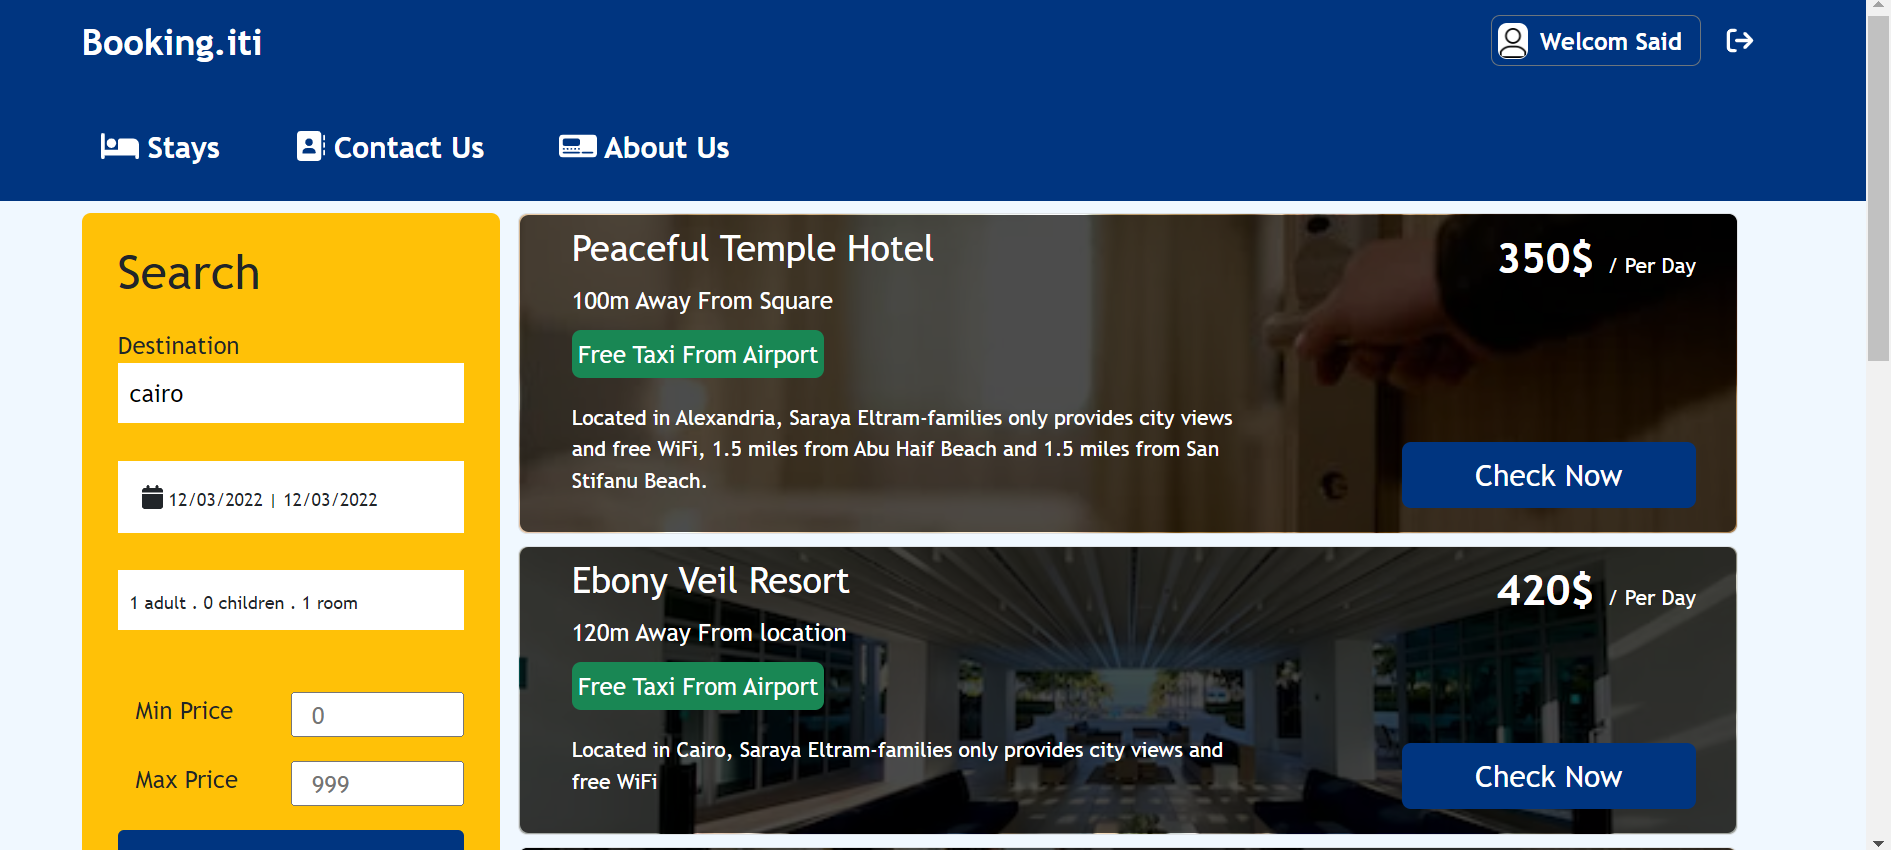 Booking.iti
Welcom Said
Stays
Contact Us
About Us
Search
Destination
cairo
12/03/2022 | 12/03/2022
1 adult . 0 children . 1 room
Min Price
0
Max Price
999
Peaceful Temple Hotel
350$ / Per Day
100m Away From Square
Free Taxi From Airport
Located in Alexandria, Saraya Eltram-families only provides city views
and free WiFi, 1.5 miles from Abu Haif Beach and 1.5 miles from San
Stifanu Beach.
Check Now
Ebony Veil Resort
420$ / Per Day
120m Away From location
Free Taxi From Airport
Located in Cairo, Saraya Eltram-families only provides city views and
free WiFi
Check Now